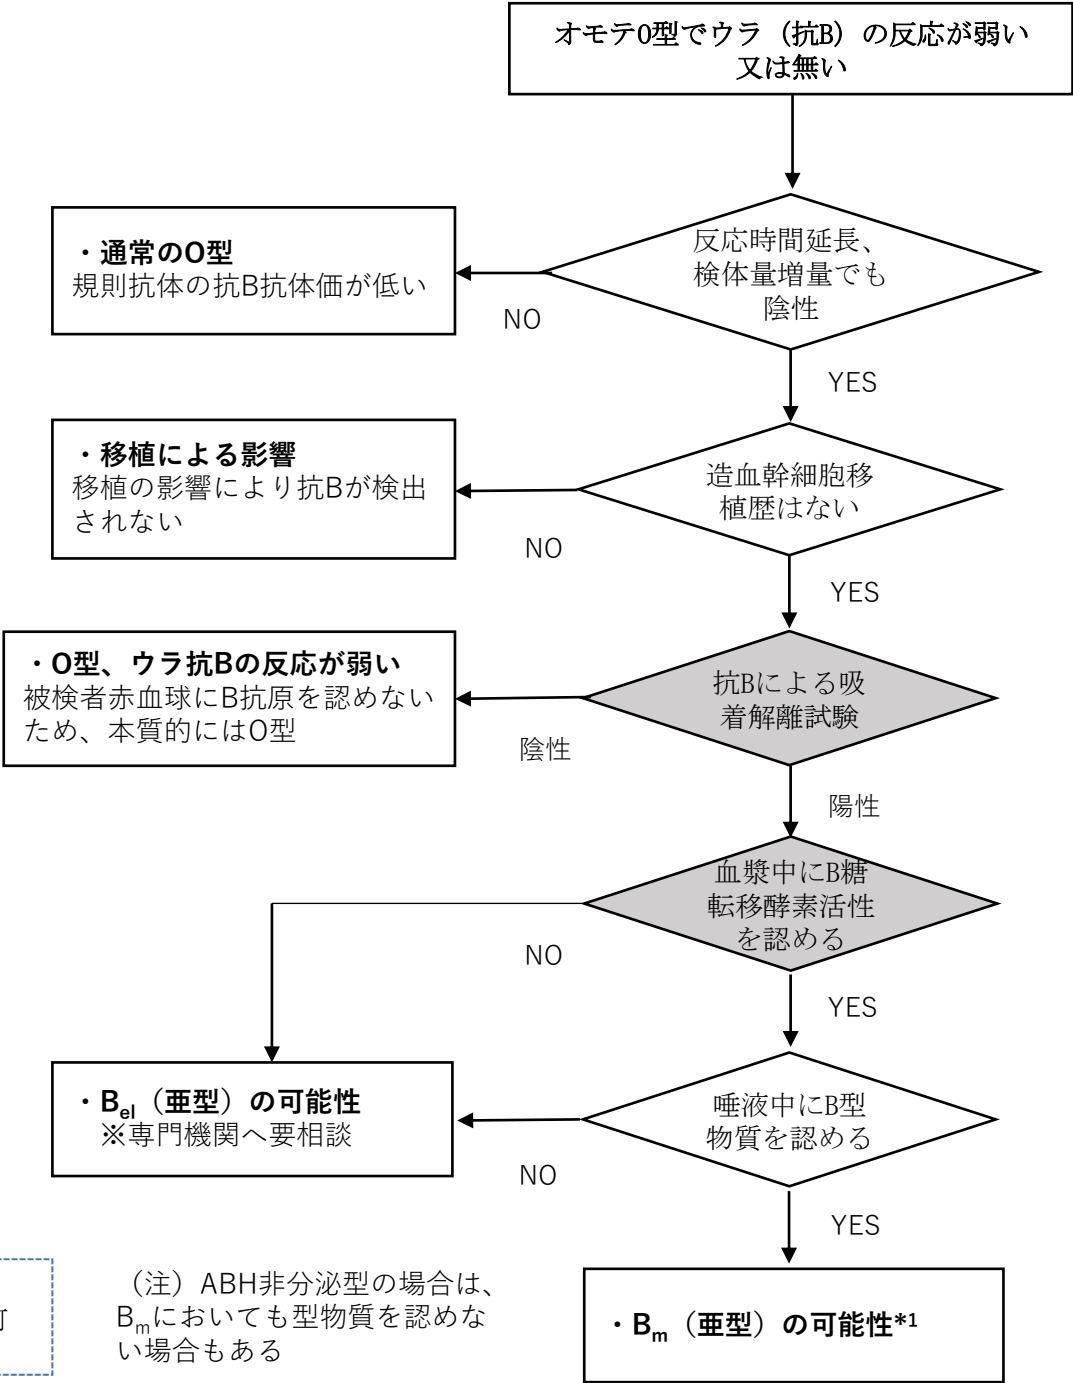 オモテO型でウラ（抗B）の反応が弱い
又は無い
反応時間延長、
検体量増量でも
陰性
・通常のO型
規則抗体の抗B抗体価が低い
NO
YES
造血幹細胞移
植歴はない
・移植による影響
移植の影響により抗Bが検出
されない
NO
YES
抗Bによる吸
着解離試験
・O型、ウラ抗Bの反応が弱い
被検者赤血球にB抗原を認めない
ため、本質的にはO型
陰性
陽性
血漿中にB糖
転移酵素活性
を認める
NO
YES
唾液中にB型
物質を認める
・Bel（亜型）の可能性
※専門機関へ要相談
NO
YES
・Bm（亜型）の可能性*1
（注）ABH非分泌型の場合は、
Bmにおいても型物質を認めな
い場合もある